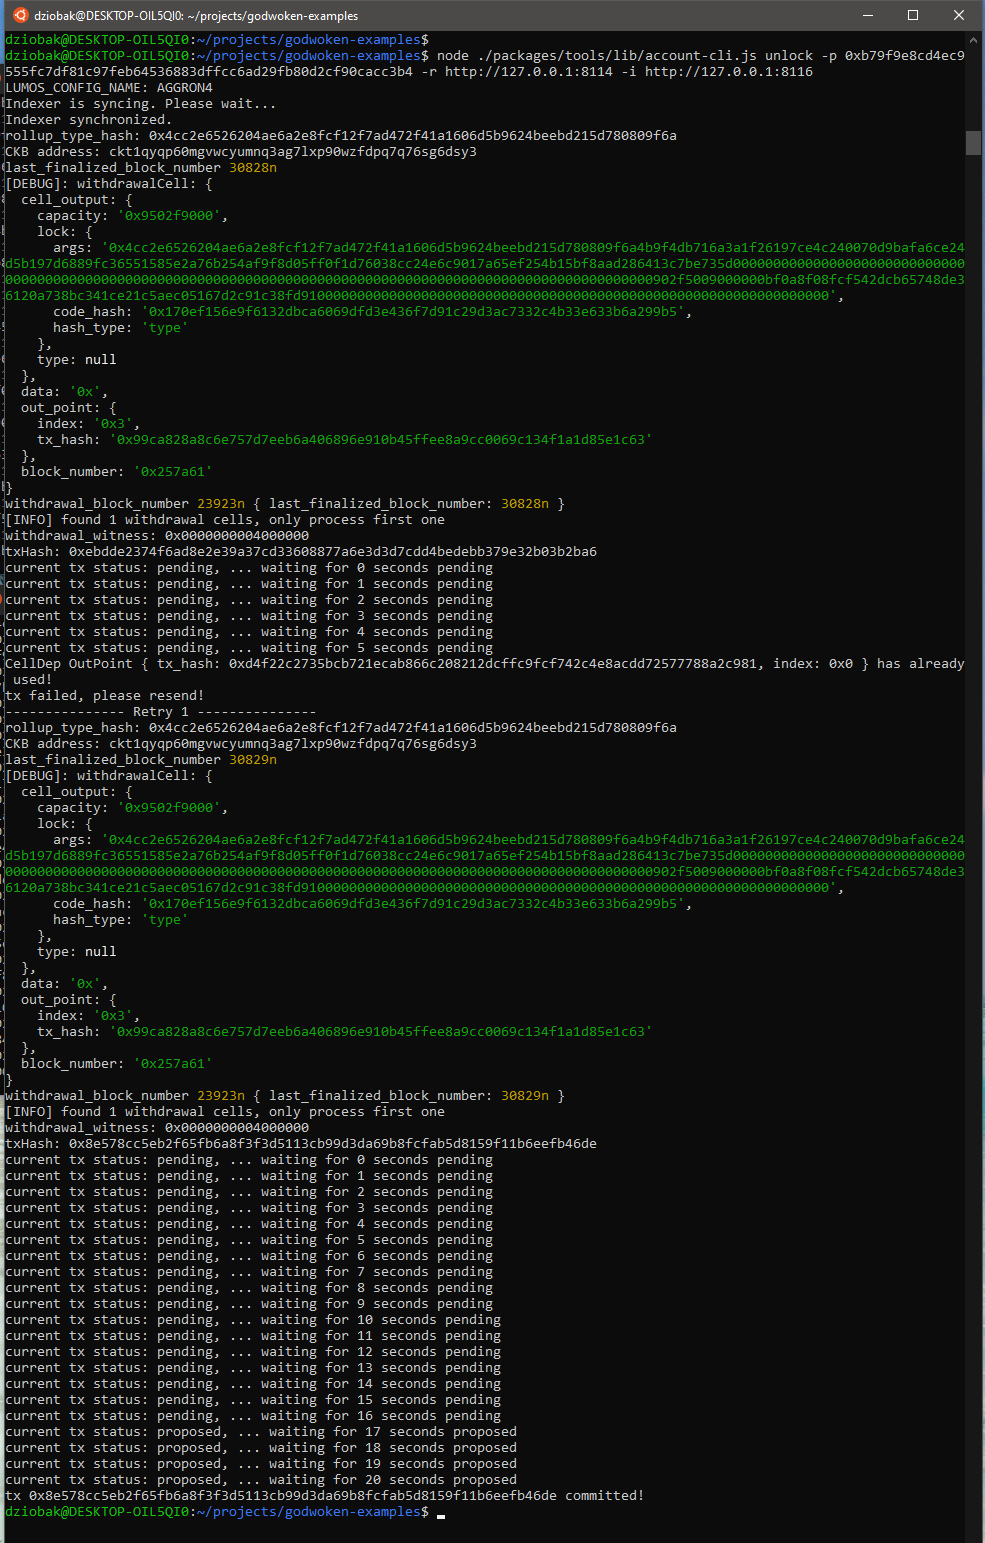 dziobak@DESKTOP-OIL5QI0: ~/projects/godwoken-examples
dziobak@DESKTOP-OIL5QI0:~/projects/godwoken-examples$
dziobak@DESKTOP-OIL5QI0:~/projects/godwoken-examples$ node ./packages/tools/lib/account-cli.js unlock -p 0xb79f9e8cd4ec9
555fc7df81c97feb64536883dffcc6ad29fb80d2cf90cacc3b4 -r http://127.0.0.1:8114 -i http://127.0.0.1:8116
LUMOS_CONFIG_NAME: AGGRON4
Indexer is syncing. Please wait...
Indexer synchronized.
rollup_type_hash: 0x4cc2e6526204ae6a2e8fcf12f7ad472f41a1606d5b9624beebd215d780809f6a
CKB address: ckt1qyqp60mgvwcyumnq3ag7lxp90wzfdpq7q76sg6dsy3
last_finalized_block_number 30828n
[DEBUG]: withdrawalCell: {
  cell_output: {
    capacity: '0x9502f9000',
    lock: {
      args: '0x4cc2e6526204ae6a2e8fcf12f7ad472f41a1606d5b9624beebd215d780809f6a4b9f4db716a3a1f26197ce4c240070d9bafa6ce24
d5b197d6889fc36551585e2a76b254af9f8d05ff0f1d76038cc24e6c9017a65ef254b15bf8aad286413c7be735d00000000000000000000000000000
0000000000000000000000000000000000000000000000000000000000000000000000000000000000902f5009000000bf0a8f08fcf542dcb65748de3
6120a738bc341ce21c5aec05167d2c91c38fd9100000000000000000000000000000000000000000000000000000000000000',
      code_hash: '0x170ef156e9f6132dbca6069dfd3e436f7d91c29d3ac7332c4b33e633b6a299b5',
      hash_type: 'type'
    },
    type: null
  },
  data: '0x',
  out_point: {
    index: '0x3',
    tx_hash: '0x99ca828a8c6e757d7eeb6a406896e910b45ffee8a9cc0069c134f1a1d85e1c63'
  },
  block_number: '0x257a61'
}
withdrawal_block_number 23923n { last_finalized_block_number: 30828n }
[INFO] found 1 withdrawal cells, only process first one
withdrawal_witness: 0x0000000004000000
txHash: 0xebdde2374f6ad8e2e39a37cd33608877a6e3d3d7cdd4bedebb379e32b03b2ba6
current tx status: pending, ... waiting for 0 seconds pending
current tx status: pending, ... waiting for 1 seconds pending
current tx status: pending, ... waiting for 2 seconds pending
current tx status: pending, ... waiting for 3 seconds pending
current tx status: pending, ... waiting for 4 seconds pending
current tx status: pending, ... waiting for 5 seconds pending
CellDep OutPoint { tx_hash: 0xd4f22c2735bcb721ecab866c208212dcffc9fcf742c4e8acdd72577788a2c981, index: 0x0 } has already
 used!
tx failed, please resend!
--------------- Retry 1 ---------------
rollup_type_hash: 0x4cc2e6526204ae6a2e8fcf12f7ad472f41a1606d5b9624beebd215d780809f6a
CKB address: ckt1qyqp60mgvwcyumnq3ag7lxp90wzfdpq7q76sg6dsy3
last_finalized_block_number 30829n
[DEBUG]: withdrawalCell: {
  cell_output: {
    capacity: '0x9502f9000',
    lock: {
      args: '0x4cc2e6526204ae6a2e8fcf12f7ad472f41a1606d5b9624beebd215d780809f6a4b9f4db716a3a1f26197ce4c240070d9bafa6ce24
d5b197d6889fc36551585e2a76b254af9f8d05ff0f1d76038cc24e6c9017a65ef254b15bf8aad286413c7be735d00000000000000000000000000000
0000000000000000000000000000000000000000000000000000000000000000000000000000000000902f5009000000bf0a8f08fcf542dcb65748de3
6120a738bc341ce21c5aec05167d2c91c38fd9100000000000000000000000000000000000000000000000000000000000000',
      code_hash: '0x170ef156e9f6132dbca6069dfd3e436f7d91c29d3ac7332c4b33e633b6a299b5',
      hash_type: 'type'
    },
    type: null
  },
  data: '0x',
  out_point: {
    index: '0x3',
    tx_hash: '0x99ca828a8c6e757d7eeb6a406896e910b45ffee8a9cc0069c134f1a1d85e1c63'
  },
  block_number: '0x257a61'
}
withdrawal_block_number 23923n { last_finalized_block_number: 30829n }
[INFO] found 1 withdrawal cells, only process first one
withdrawal_witness: 0x0000000004000000
txHash: 0x8e578cc5eb2f65fb6a8f3f3d5113cb99d3da69b8fcfab5d8159f11b6eefb46de
current tx status: pending, ... waiting for 0 seconds pending
current tx status: pending, ... waiting for 1 seconds pending
current tx status: pending, ... waiting for 2 seconds pending
current tx status: pending, ... waiting for 3 seconds pending
current tx status: pending, ... waiting for 4 seconds pending
current tx status: pending, ... waiting for 5 seconds pending
current tx status: pending, ... waiting for 6 seconds pending
current tx status: pending, ... waiting for 7 seconds pending
current tx status: pending, ... waiting for 8 seconds pending
current tx status: pending, ... waiting for 9 seconds pending
current tx status: pending, ... waiting for 10 seconds pending
current tx status: pending, ... waiting for 11 seconds pending
current tx status: pending, ... waiting for 12 seconds pending
current tx status: pending, ... waiting for 13 seconds pending
current tx status: pending, ... waiting for 14 seconds pending
current tx status: pending, ... waiting for 15 seconds pending
current tx status: pending, ... waiting for 16 seconds pending
current tx status: proposed, ... waiting for 17 seconds proposed
current tx status: proposed, ... waiting for 18 seconds proposed
current tx status: proposed, ... waiting for 19 seconds proposed
current tx status: proposed, ... waiting for 20 seconds proposed
tx 0x8e578cc5eb2f65fb6a8f3f3d5113cb99d3da69b8fcfab5d8159f11b6eefb46de committed!
dziobak@DESKTOP-OIL5QI0:~/projects/godwoken-examples$